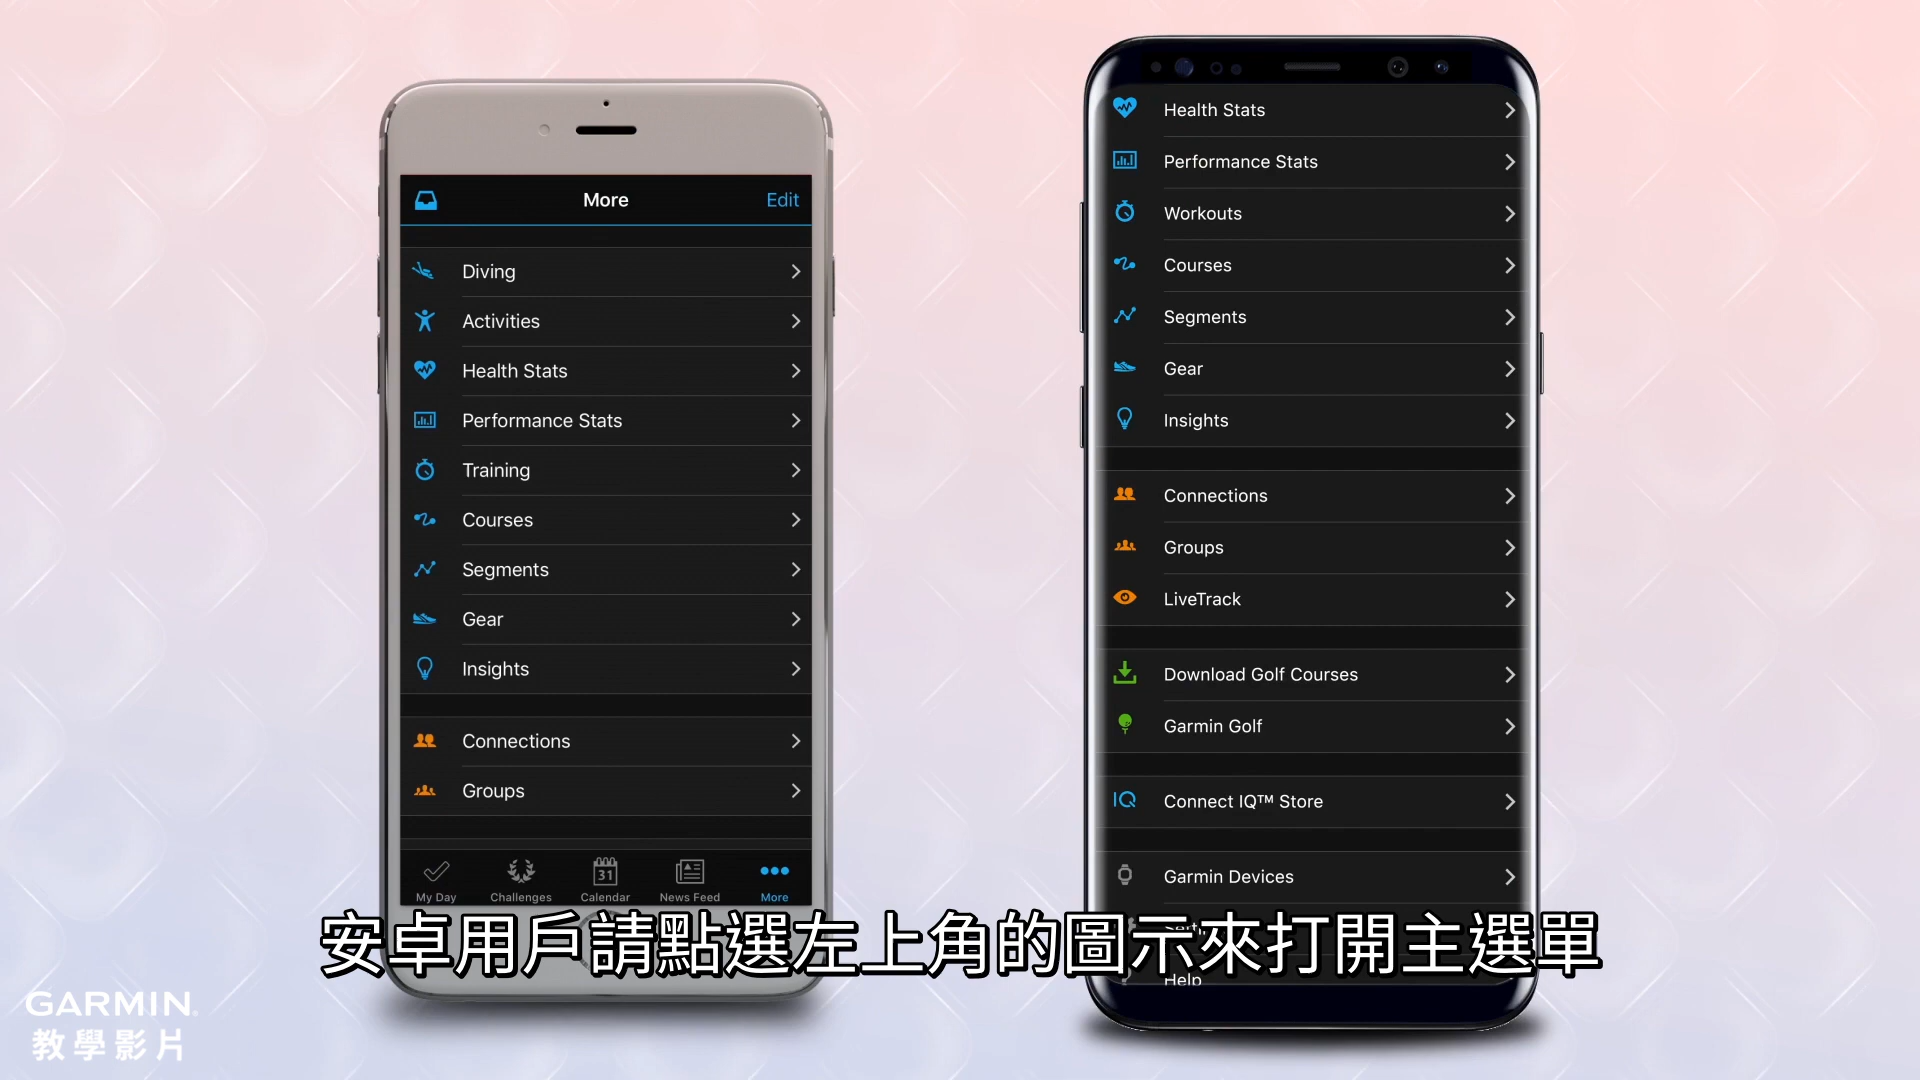 More
Edit
Diving
Activities
Health Stats
Performance Stats
Training
Courses
Segments
Gear
Insights
Connections
Groups
31
My Day
Challenges
Calendar
News Feed
More
Health Stats
Performance Stats
Workouts
Courses
Segments
Gear
Insights
Connections
Groups
LiveTrack
Download Golf Courses
Garmin Golf
IQ
Connect IQ™ Store
Garmin Devices
Help
安卓用戶請點選左上角的圖示來打開主選單
GARMIN®
教學影片